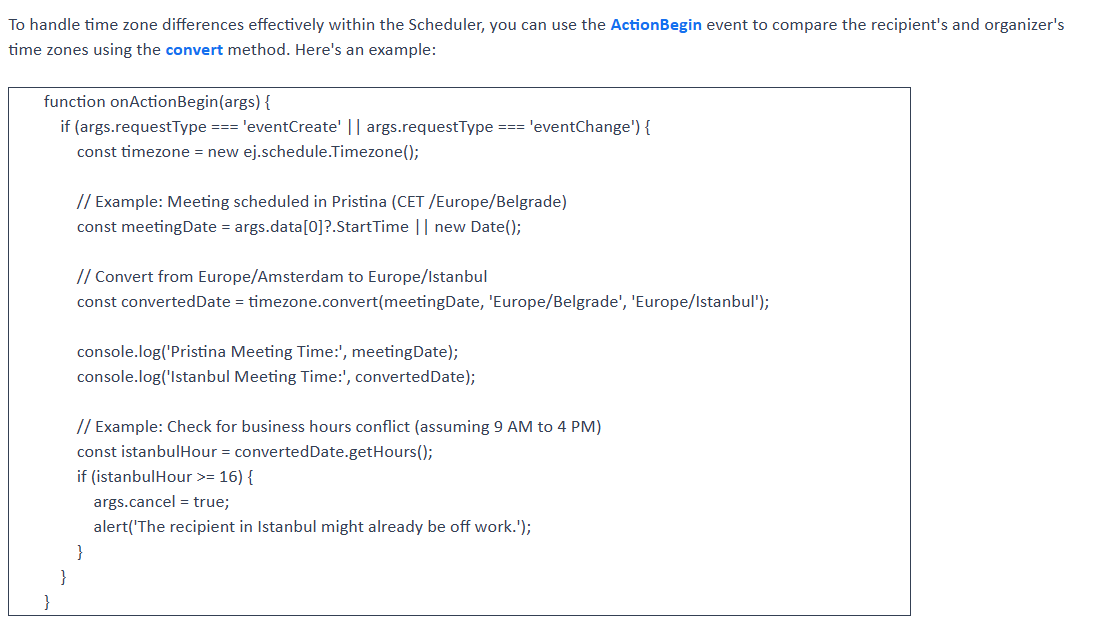 To handle time zone differences effectively within the Scheduler, you can use the ActionBegin event to compare the recipient's and organizer's
time zones using the convert method. Here's an example:
function onActionBegin(args) {
if (args.requestType === 'eventCreate' || args.requestType === 'eventChange') {
const timezone = new ej.schedule.Timezone();
// Example: Meeting scheduled in Pristina (CET /Europe/Belgrade)
const meetingDate = args.data[0]?.StartTime || new Date();
// Convert from Europe/Amsterdam to Europe/Istanbul
const convertedDate = timezone.convert(meetingDate, 'Europe/Belgrade', 'Europe/Istanbul');
console.log('Pristina Meeting Time:', meetingDate);
console.log('Istanbul Meeting Time:', convertedDate);
// Example: Check for business hours conflict (assuming 9 AM to 4 PM)
const istanbulHour = convertedDate.getHours();
if (istanbulHour >= 16) {
args.cancel = true;
alert('The recipient in Istanbul might already be off work.');
}
}
}